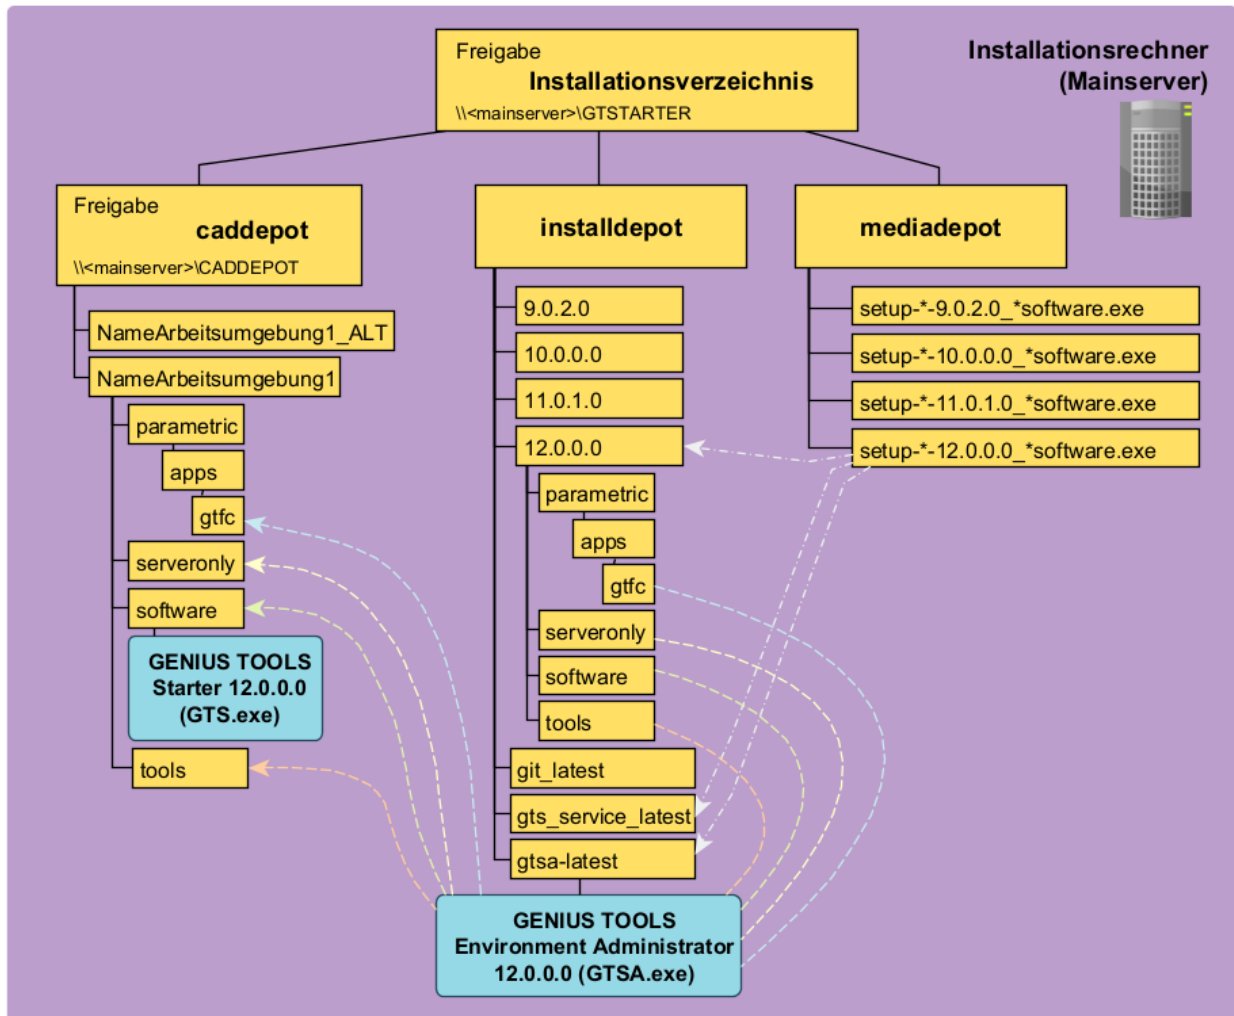 Installationsrechner
(Mainserver)
Freigabe
Installationsverzeichnis
\\<mainserver>\GTSTARTER
Freigabe
caddepot
\\<mainserver>\CADDEPOT
NameArbeitsumgebung1_ALT
NameArbeitsumgebung1
parametric
apps
gtfc
serveronly
software
GENIUS TOOLS
Starter 12.0.0.0
(GTS.exe)
tools
installdepot
9.0.2.0
10.0.0.0
11.0.1.0
12.0.0.0
parametric
apps
gtfc
serveronly
software
tools
git_latest
gts_service_latest
gtsa-latest
GENIUS TOOLS
Environment Administrator
12.0.0.0 (GTSA.exe)
mediadepot
setup-*-9.0.2.0_*software.exe
setup-*-10.0.0.0_*software.exe
setup-*-11.0.1.0_*software.exe
setup-*-12.0.0.0_*software.exe